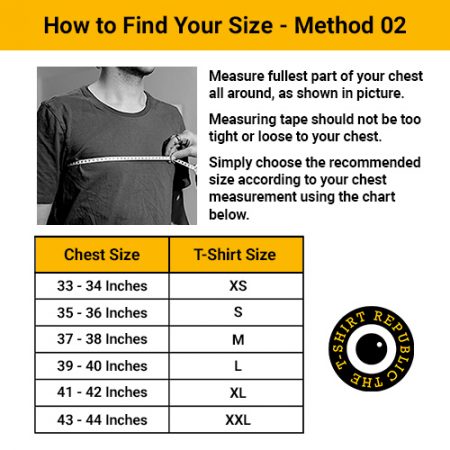 How to Find Your Size - Method 02
Measure fullest part of your chest
all around, as shown in picture.
Measuring tape should not be too
tight or loose to your chest.
Simply choose the recommended
size according to your chest
measurement using the chart
below.
Chest Size T-Shirt Size
33 - 34 Inches XS
35 - 36 Inches S
37 - 38 Inches M
39 - 40 Inches L
41 - 42 Inches XL
43 - 44 Inches XXL
THE T-SHIRT REPUBLIC